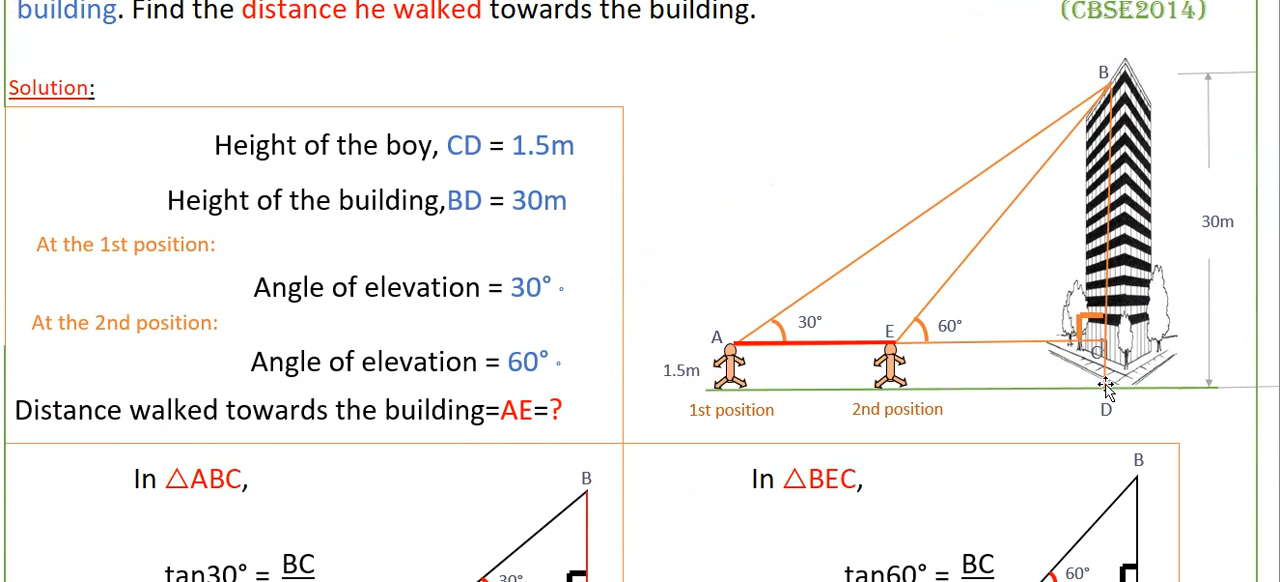 building. Find the distance he walked towards the building.
(CBSE2014)
Solution:
Height of the boy, CD = 1.5m
Height of the building,BD = 30m
At the 1st position:
Angle of elevation = 30° °
At the 2nd position:
Angle of elevation = 60° °
Distance walked towards the building=AE=?
B
30m
A
30°
E
60°
C
1.5m
1st position
2nd position
D
In △ABC,
B
tan30° = BC
30°
In △BEC,
B
tan60° = BC
60°